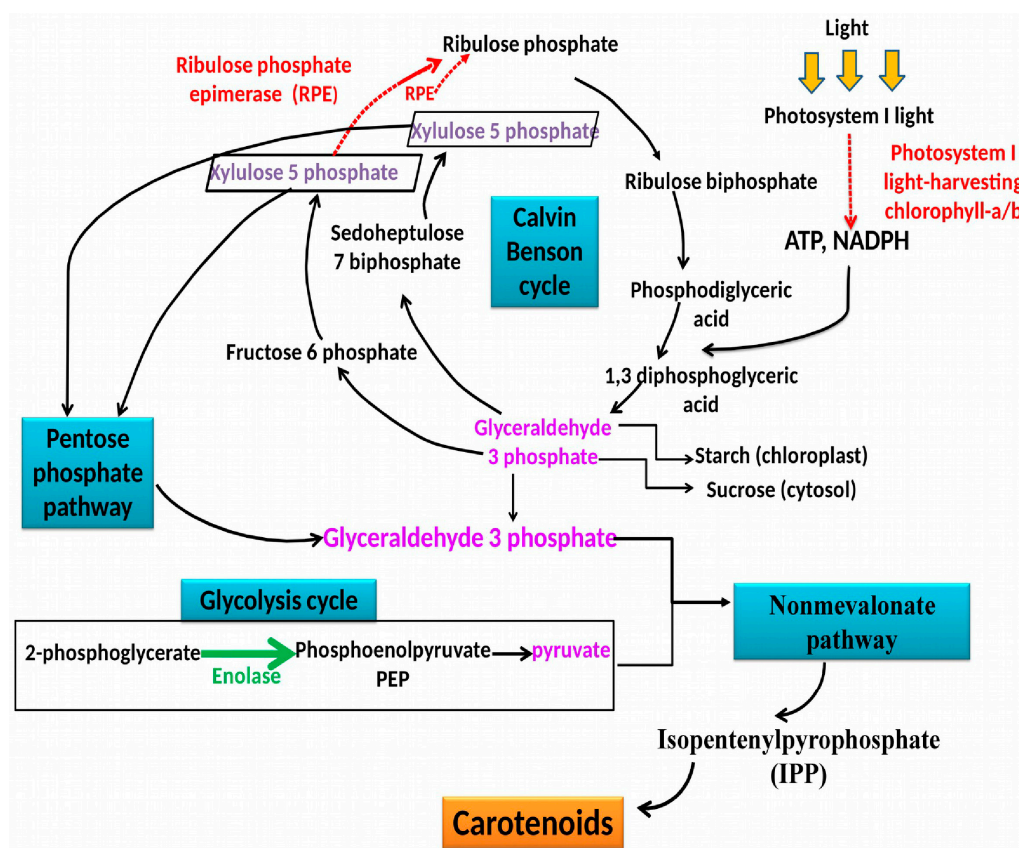 Light
Ribulose phosphate
Ribulose phosphate
epimerase (RPE)
RPE
Photosystem I light
Xylulose 5 phosphate
Photosystem I
light-harvesting
chlorophyll-a/b
Xylulose 5 phosphate
Ribulose biphosphate
Calvin
Benson
cycle
Sedoheptulose
7 biphosphate
ATP, NADPH
Phosphodiglyceric
acid
Fructose 6 phosphate
1,3 diphosphoglyceric
acid
Glyceraldehyde
3 phosphate
Starch (chloroplast)
Sucrose (cytosol)
Pentose
phosphate
pathway
Glyceraldehyde 3 phosphate
Glycolysis cycle
Nonmevalonate
pathway
2-phosphoglycerate
Enolase
Phosphoenolpyruvate
PEP
pyruvate
Isopentenylpyrophosphate
(IPP)
Carotenoids